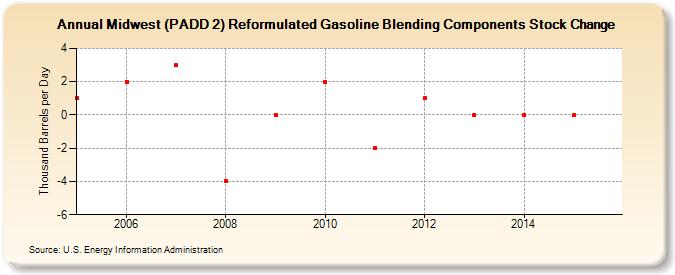 Annual Midwest (PADD 2) Reformulated Gasoline Blending Components Stock Change
Thousand Barrels per Day
4
2
0
-2
-4
-6
2006 2008 2010 2012 2014
Source: U.S. Energy Information Administration